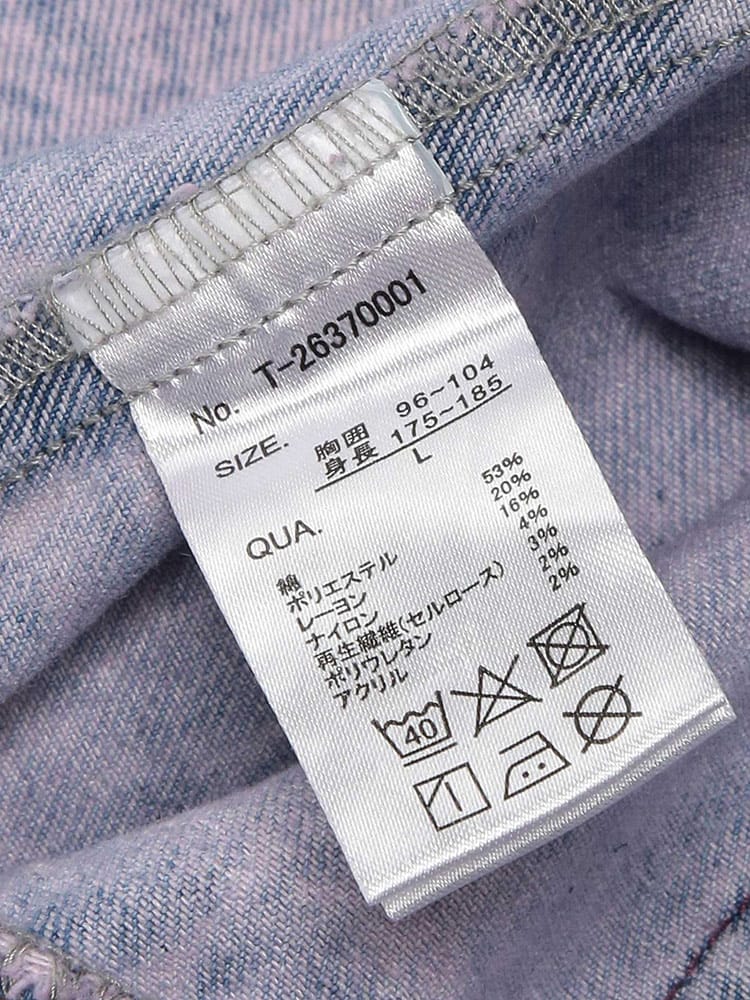 No. T-26370001
SIZE. 胸囲 96~104
身長 175~185
L
QUA.
綿 53%
ポリエステル 20%
レーヨン 16%
ナイロン 4%
再生繊維(セルロース) 3%
ポリウレタン 2%
アクリル 2%
40